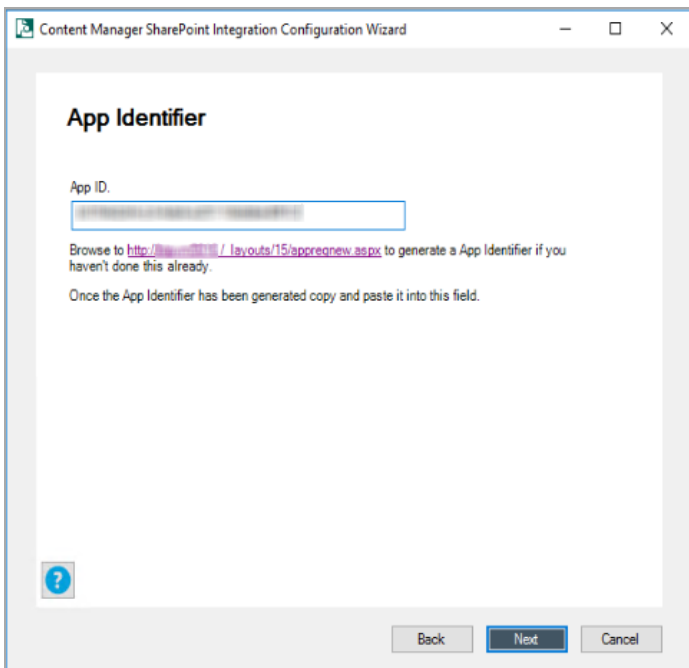 Content Manager SharePoint Integration Configuration Wizard
App Identifier
App ID.
Browse to http:// /_layouts/15/appregnew.aspx to generate a App Identifier if you
haven't done this already.
Once the App Identifier has been generated copy and paste it into this field.
?
Back Next Cancel